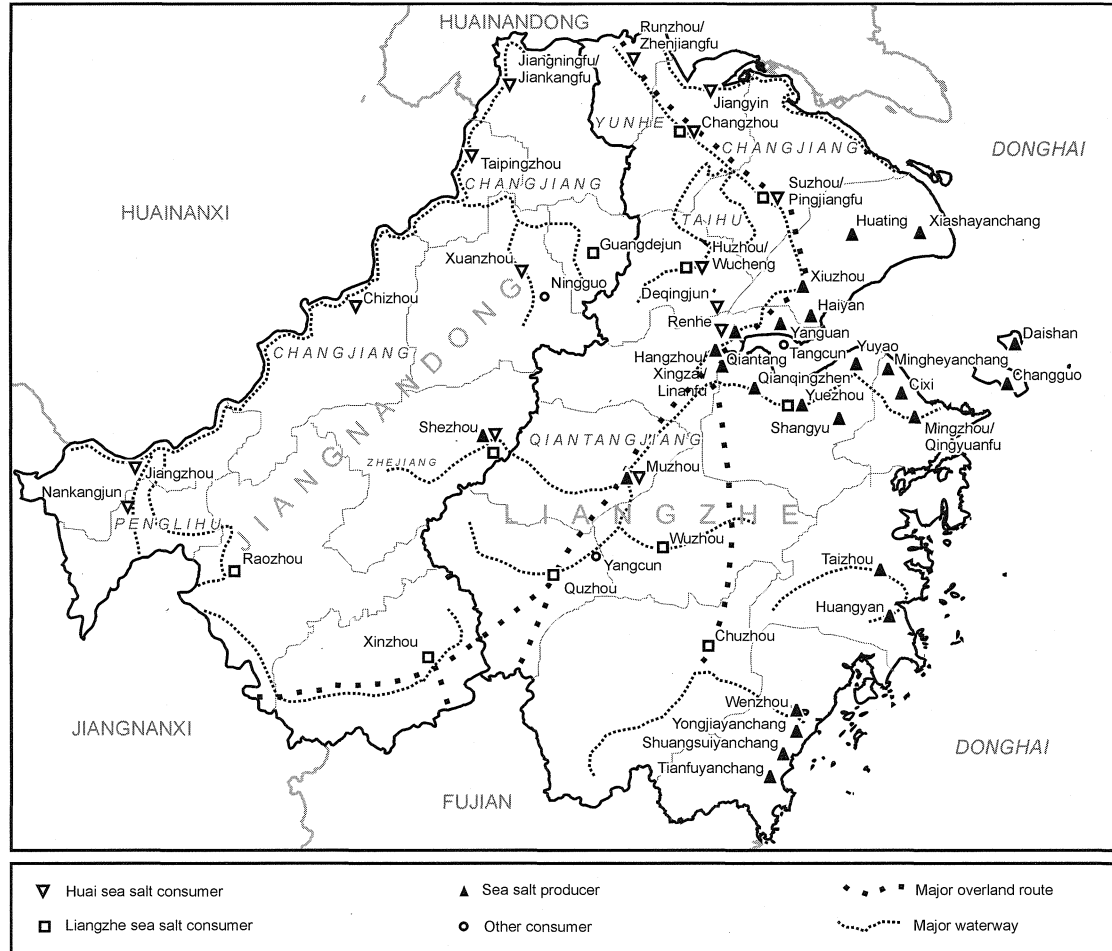 HUAINANDONG
Runzhou/
Zhenjiangfu
Jiangningfu/
Jiankangfu
Jiangyin
YUNHE
Changzhou
CHANGJIANG
DONGHAI
Taipingzhou
CHANGJIANG
Suzhou/
Pingjiangfu
HUAINANXI
TAIHU
Huating
Xiashayanchang
Guangdejun
Huzhou/
Wucheng
Xuanzhou
Ningguo
Xiuzhou
Deqingjun
Chizhou
Haiyan
Renhe
Yanguan
Daishan
CHANGJIANG
Hangzhou/
Xingzai/
Linanfu
Qiantang
Tangcun
Yuyao
Mingheyanchang
Qianqingzhen
Changguo
Cixi
Yuezhou
Shangyu
Mingzhou/
Qingyuanfu
Shezhou
QIANTANGJIANG
ZHEJIANG
Jiangzhou
Muzhou
Nankangjun
JIANGNANDONG
LIANGZHE
PENGLIHU
Wuzhou
Raozhou
Yangcun
Taizhou
Quzhou
Huangyan
Xinzhou
Chuzhou
Wenzhou
Yongjiayanchang
JIANGNANXI
Shuangsuiyanchang
DONGHAI
Tianfuyanchang
FUJIAN
Huai sea salt consumer
Sea salt producer
Major overland route
Liangzhe sea salt consumer
Other consumer
Major waterway